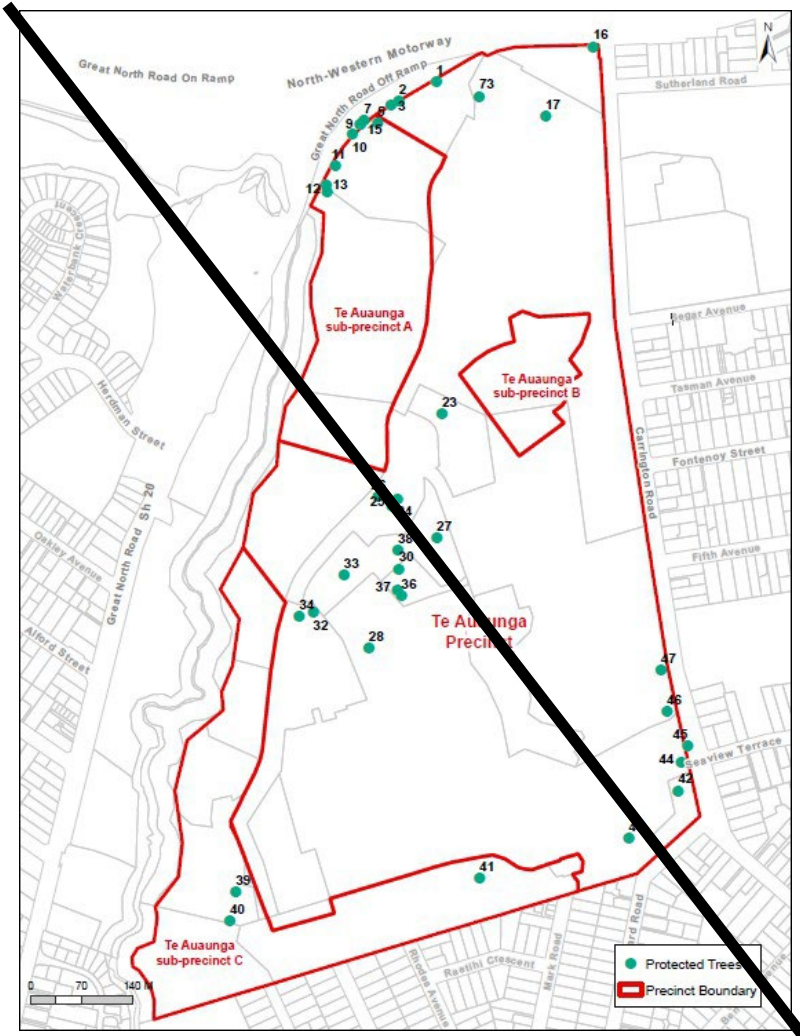 16
N
Great North Road On Ramp
North-Western Motorway
Great North Road Off Ramp
Sutherland Road
1
73
2
3
17
7
15
9
10
11
12
13
Waterbank Crescent
Te Auaunga
sub-precinct A
Segar Avenue
Te Auaunga
sub-precinct B
Tasman Avenue
Herdman Street
23
Carrington Road
Fontenoy Street
Great North Road
Sh 20
Oakley Avenue
27
38
Fifth Avenue
30
33
37
36
34
32
Te
Precinct
Alford Street
28
47
46
45
44
Seaview Terrace
42
41
39
40
Te Auaunga
sub-precinct C
Mark Road
Raetihi Crescent
Rhodes Avenue
0 70 140 M
Protected Trees
Precinct Boundary